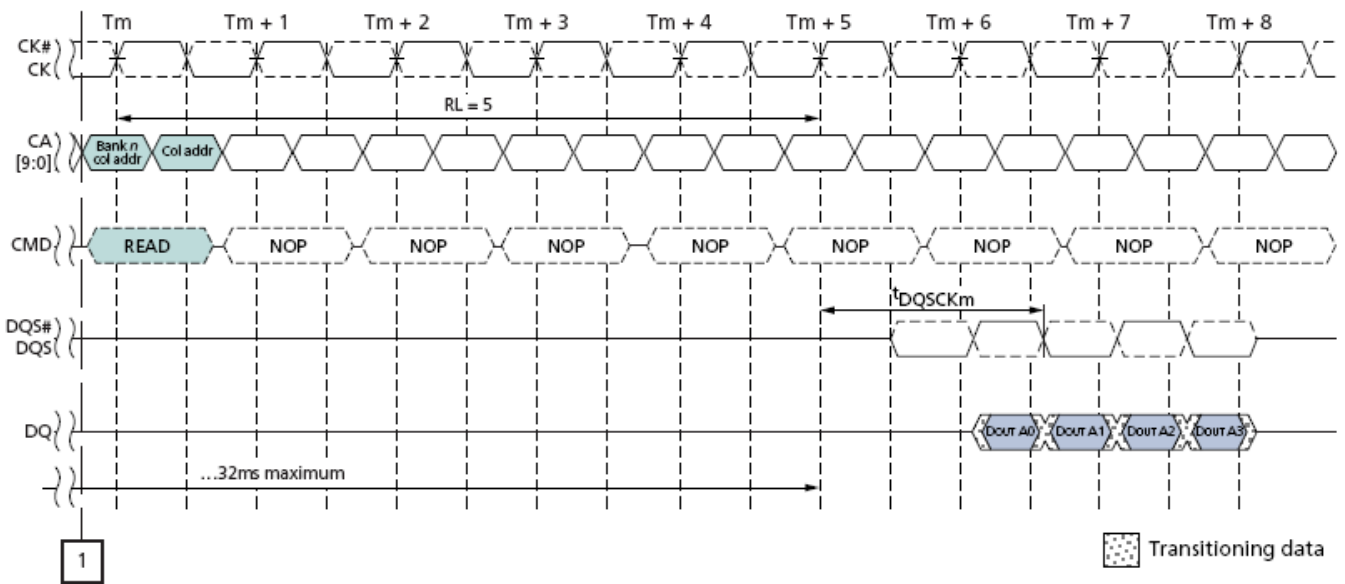 Tm Tm + 1 Tm + 2 Tm + 3 Tm + 4 Tm + 5 Tm + 6 Tm + 7 Tm + 8
CK#
CK
RL = 5
CA
[9:0]
Bank n
col addr
Col addr
CMD READ NOP NOP NOP NOP NOP NOP NOP NOP
tDQSCKm
DQS#
DQS
DQ DOUT A0 DOUT A1 DOUT A2 DOUT A3
...32ms maximum
1
Transitioning data